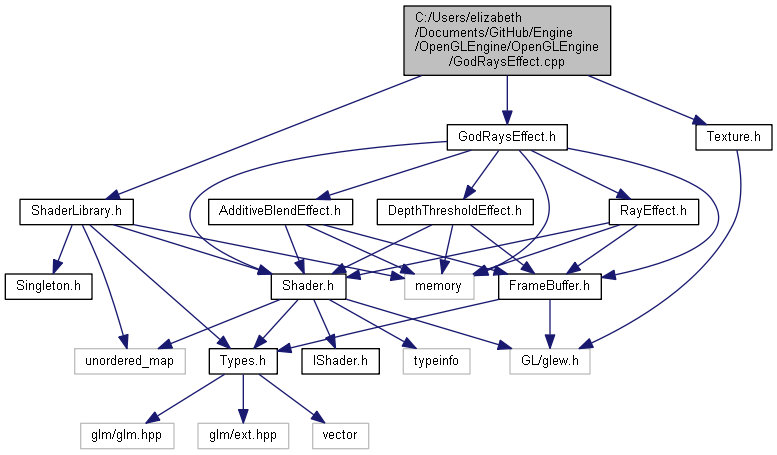 C:/Users/elizabeth
/Documents/GitHub/Engine
/OpenGLEngine/OpenGLEngine
/GodRaysEffect.cpp
GodRaysEffect.h
Texture.h
ShaderLibrary.h
AdditiveBlendEffect.h
DepthThresholdEffect.h
RayEffect.h
Singleton.h
Shader.h
memory
FrameBuffer.h
unordered_map
Types.h
IShader.h
typeinfo
GL/glew.h
glm/glm.hpp
glm/ext.hpp
vector